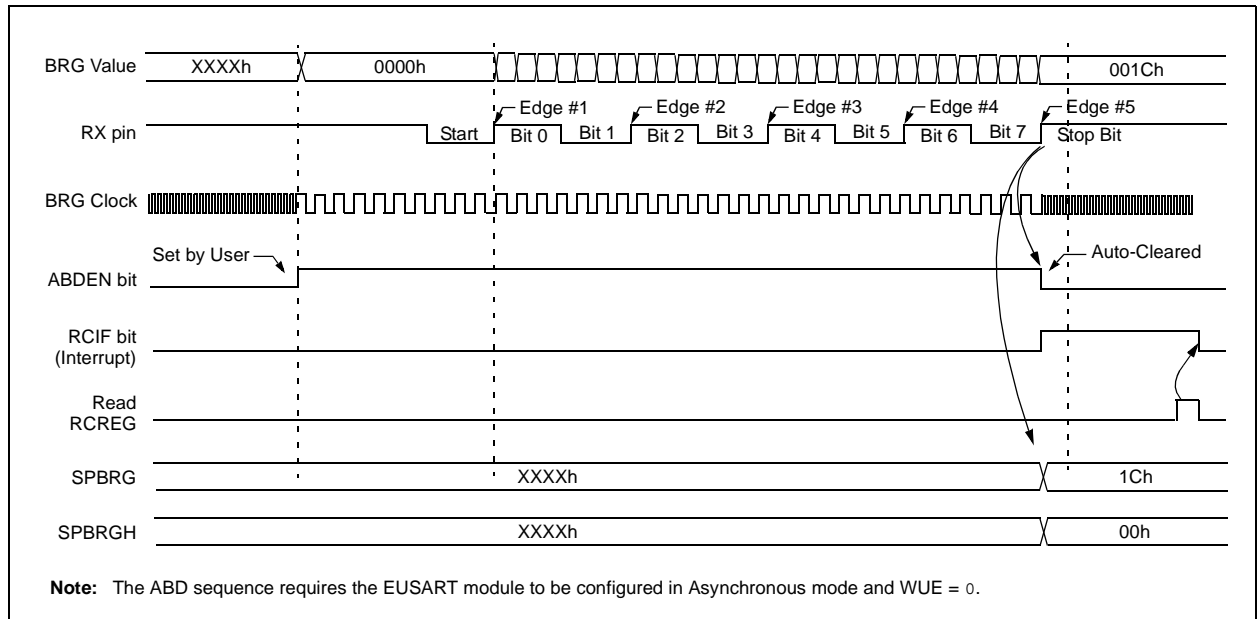 BRG Value XXXXh 0000h 001Ch
Edge #1 Edge #2 Edge #3 Edge #4 Edge #5
RX pin Start Bit 0 Bit 1 Bit 2 Bit 3 Bit 4 Bit 5 Bit 6 Bit 7 Stop Bit
BRG Clock
Set by User Auto-Cleared
ABDEN bit
RCIF bit
(Interrupt)
Read
RCREG
SPBRG XXXXh 1Ch
SPBRGH XXXXh 00h
Note: The ABD sequence requires the EUSART module to be configured in Asynchronous mode and WUE = 0.